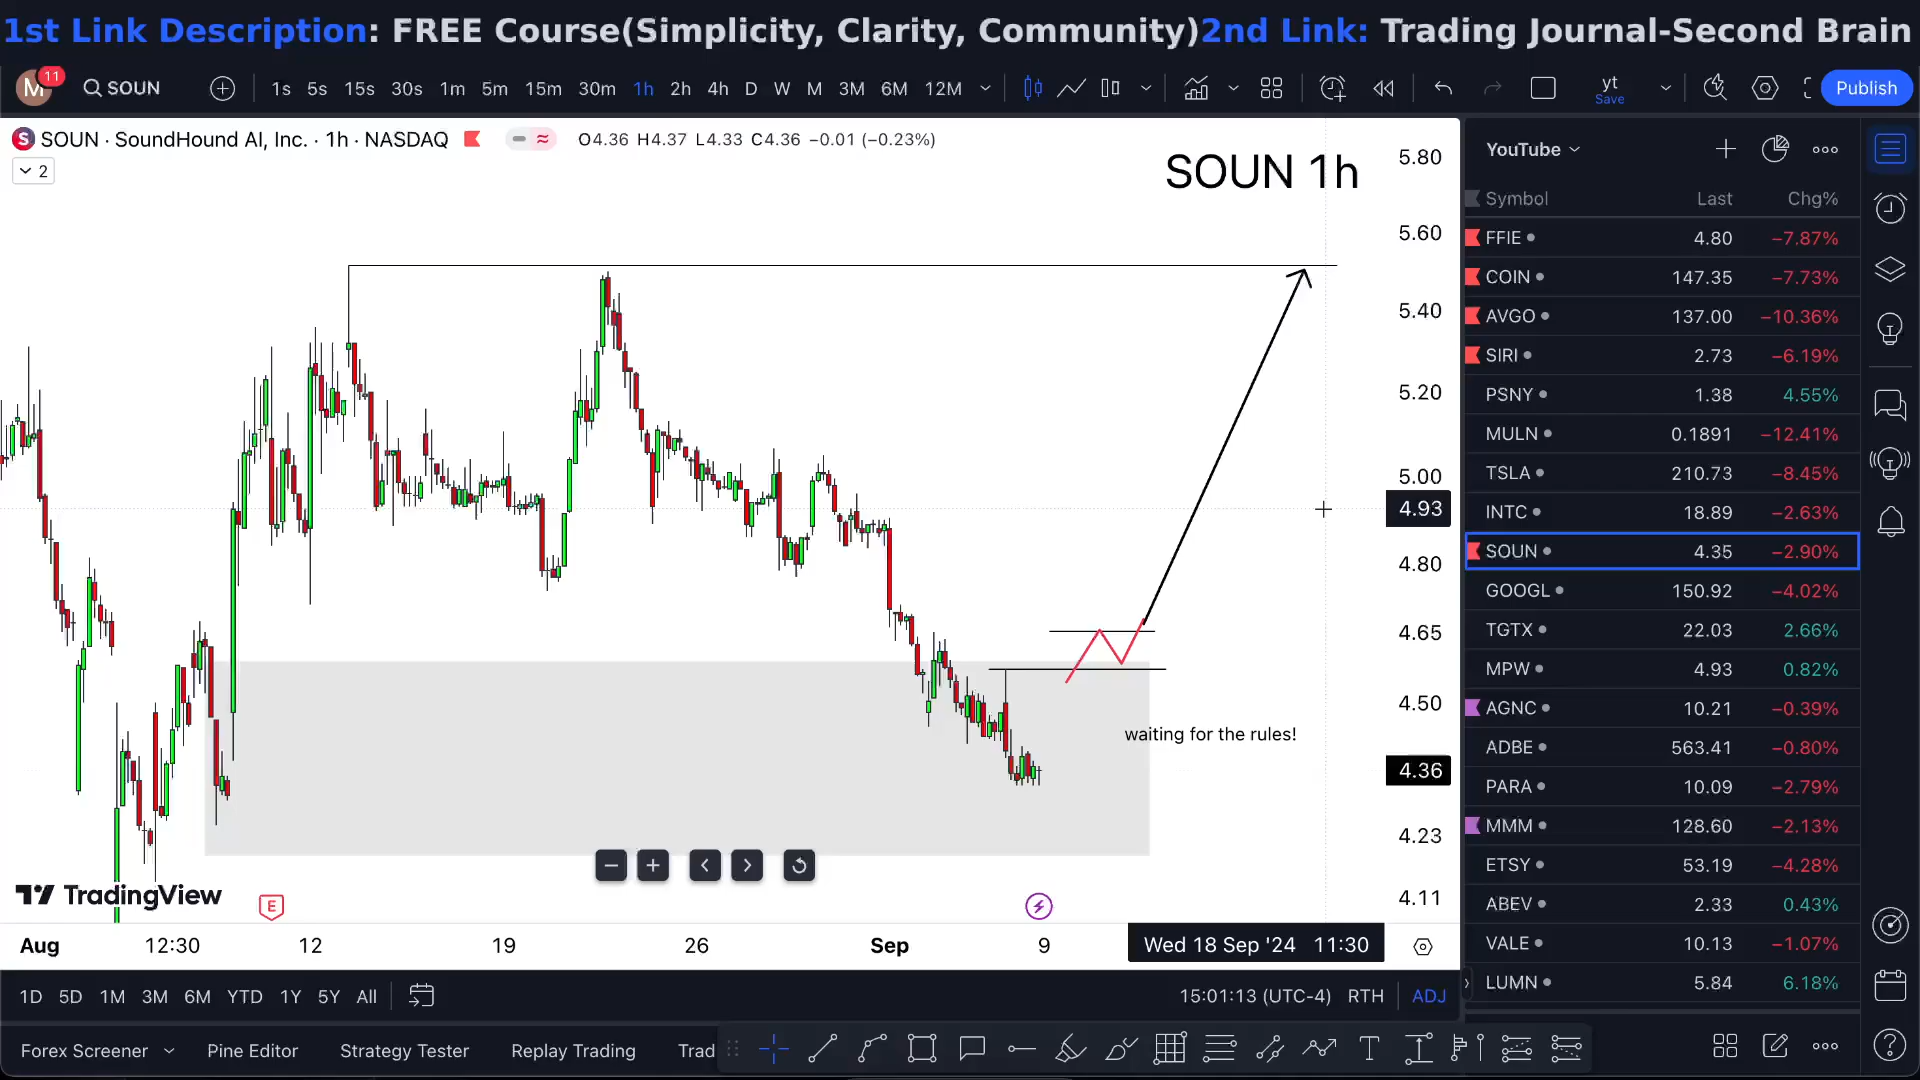 1st Link Description: FREE Course(Simplicity, Clarity, Community)2nd Link: Trading Journal-Second Brain
M 11 SOUN 1s 5s 15s 30s 1m 5m 15m 30m 1h 2h 4h D W M 3M 6M 12M yt Save Publish
S SOUN · SoundHound AI, Inc. · 1h · NASDAQ O4.36 H4.37 L4.33 C4.36 −0.01 (−0.23%)
2
SOUN 1h
5.80
5.60
5.40
5.20
5.00
4.93
4.80
4.65
4.50
4.36
4.23
4.11
waiting for the rules!
TradingView
E
Aug 12:30 12 19 26 Sep 9 Wed 18 Sep '24 11:30
YouTube
Symbol Last Chg%
FFIE 4.80 −7.87%
COIN 147.35 −7.73%
AVGO 137.00 −10.36%
SIRI 2.73 −6.19%
PSNY 1.38 4.55%
MULN 0.1891 −12.41%
TSLA 210.73 −8.45%
INTC 18.89 −2.63%
SOUN 4.35 −2.90%
GOOGL 150.92 −4.02%
TGTX 22.03 2.66%
MPW 4.93 0.82%
AGNC 10.21 −0.39%
ADBE 563.41 −0.80%
PARA 10.09 −2.79%
MMM 128.60 −2.13%
ETSY 53.19 −4.28%
ABEV 2.33 0.43%
VALE 10.13 −1.07%
LUMN 5.84 6.18%
1D 5D 1M 3M 6M YTD 1Y 5Y All 15:01:13 (UTC-4) RTH ADJ
Forex Screener Pine Editor Strategy Tester Replay Trading Trad